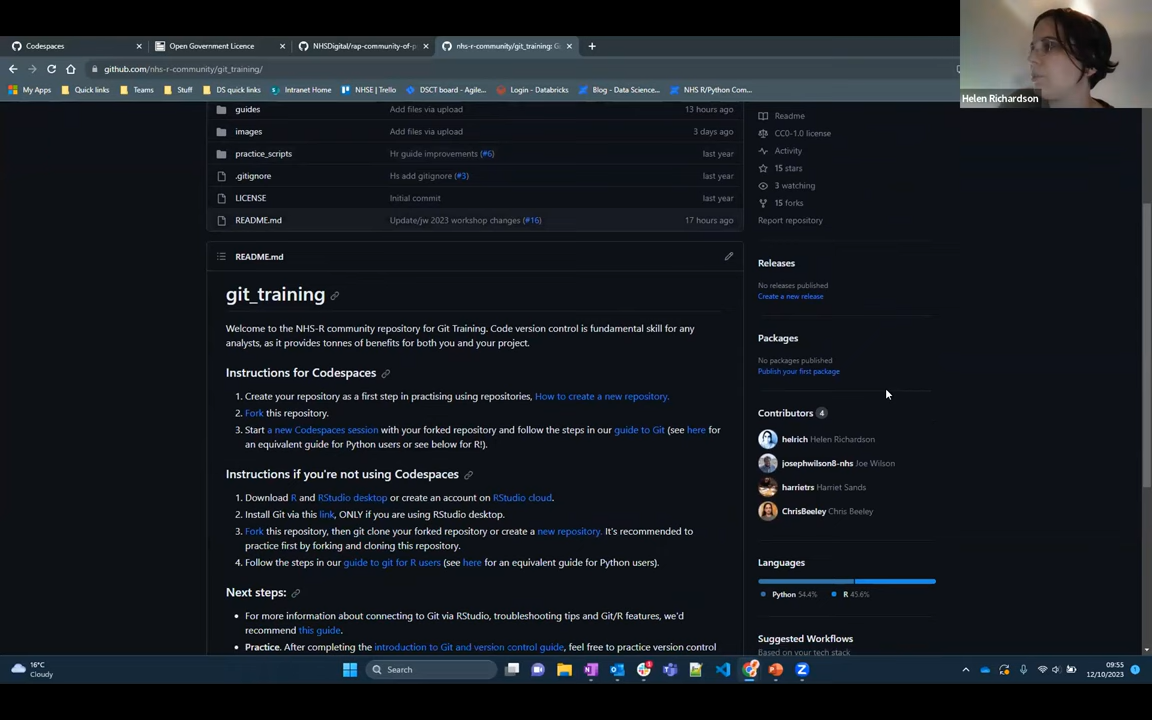 Codespaces
Open Government Licence
NHSDigital/rap-community-of-p
nhs-r-community/git_training: G
github.com/nhs-r-community/git_training/
My Apps
Quick links
Teams
Stuff
DS quick links
Intranet Home
NHSE | Trello
DSCT board - Agile...
Login - Databricks
Blog - Data Science...
NHS R/Python Com...
Helen Richardson
guides
Add files via upload
13 hours ago
images
Add files via upload
3 days ago
practice_scripts
Hr guide improvements (#6)
last year
.gitignore
Hs add gitignore (#3)
last year
LICENSE
Initial commit
last year
README.md
Update/jw 2023 workshop changes (#16)
17 hours ago
README.md
git_training
Welcome to the NHS-R community repository for Git Training. Code version control is fundamental skill for any
analysts, as it provides tonnes of benefits for both you and your project.
Instructions for Codespaces
1. Create your repository as a first step in practising using repositories, How to create a new repository.
2. Fork this repository.
3. Start a new Codespaces session with your forked repository and follow the steps in our guide to Git (see here for
an equivalent guide for Python users or see below for R!).
Instructions if you're not using Codespaces
1. Download R and RStudio desktop or create an account on RStudio cloud.
2. Install Git via this link, ONLY if you are using RStudio desktop.
3. Fork this repository, then git clone your forked repository or create a new repository. It's recommended to
practice first by forking and cloning this repository.
4. Follow the steps in our guide to git for R users (see here for an equivalent guide for Python users).
Next steps:
• For more information about connecting to Git via RStudio, troubleshooting tips and Git/R features, we'd
recommend this guide.
• Practice. After completing the introduction to Git and version control guide, feel free to practice version control
Readme
CC0-1.0 license
Activity
15 stars
3 watching
15 forks
Report repository
Releases
No releases published
Create a new release
Packages
No packages published
Publish your first package
Contributors 4
helrich Helen Richardson
josephwilson8-nhs Joe Wilson
harrietrs Harriet Sands
ChrisBeeley Chris Beeley
Languages
Python 54.4%
R 45.6%
Suggested Workflows
Based on your tech stack
16°C
Cloudy
Search
09:55
12/10/2023